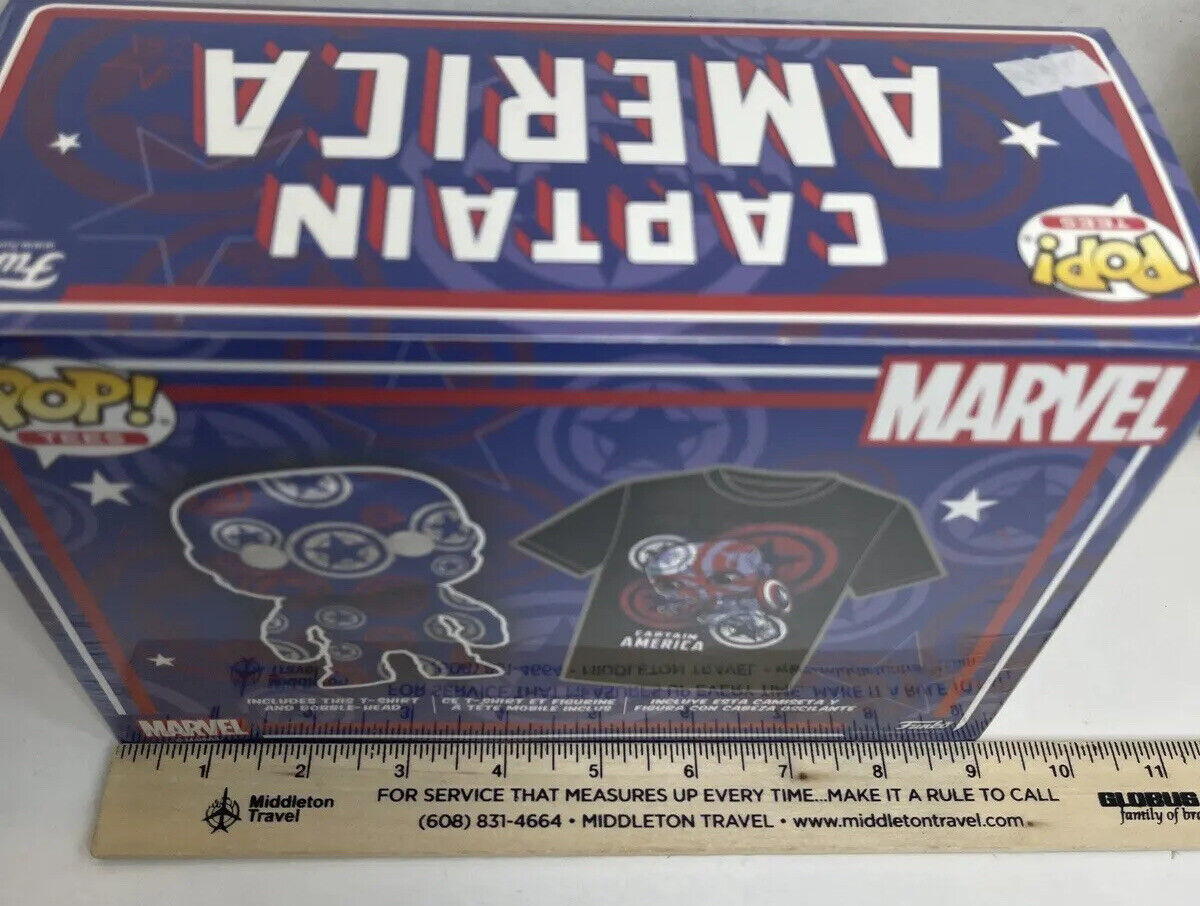 CAPTAIN
AMERICA
POP!
TEES
POP!
TEES
MARVEL
CAPTAIN
AMERICA
INCLUDES THIS T-SHIRT
AND BOBBLE-HEAD
CE T-SHIRT ET FIGURINE
À TÊTE MOBILE INCLUS
INCLUYE ESTA CAMISETA Y
FIGURA CON CABEZA OSCILANTE
MARVEL
Funko
1 2 3 4 5 6 7 8 9 10 11
Middleton
Travel
FOR SERVICE THAT MEASURES UP EVERY TIME...MAKE IT A RULE TO CALL
(608) 831-4664 • MIDDLETON TRAVEL • www.middletontravel.com
GLOBUS
family of